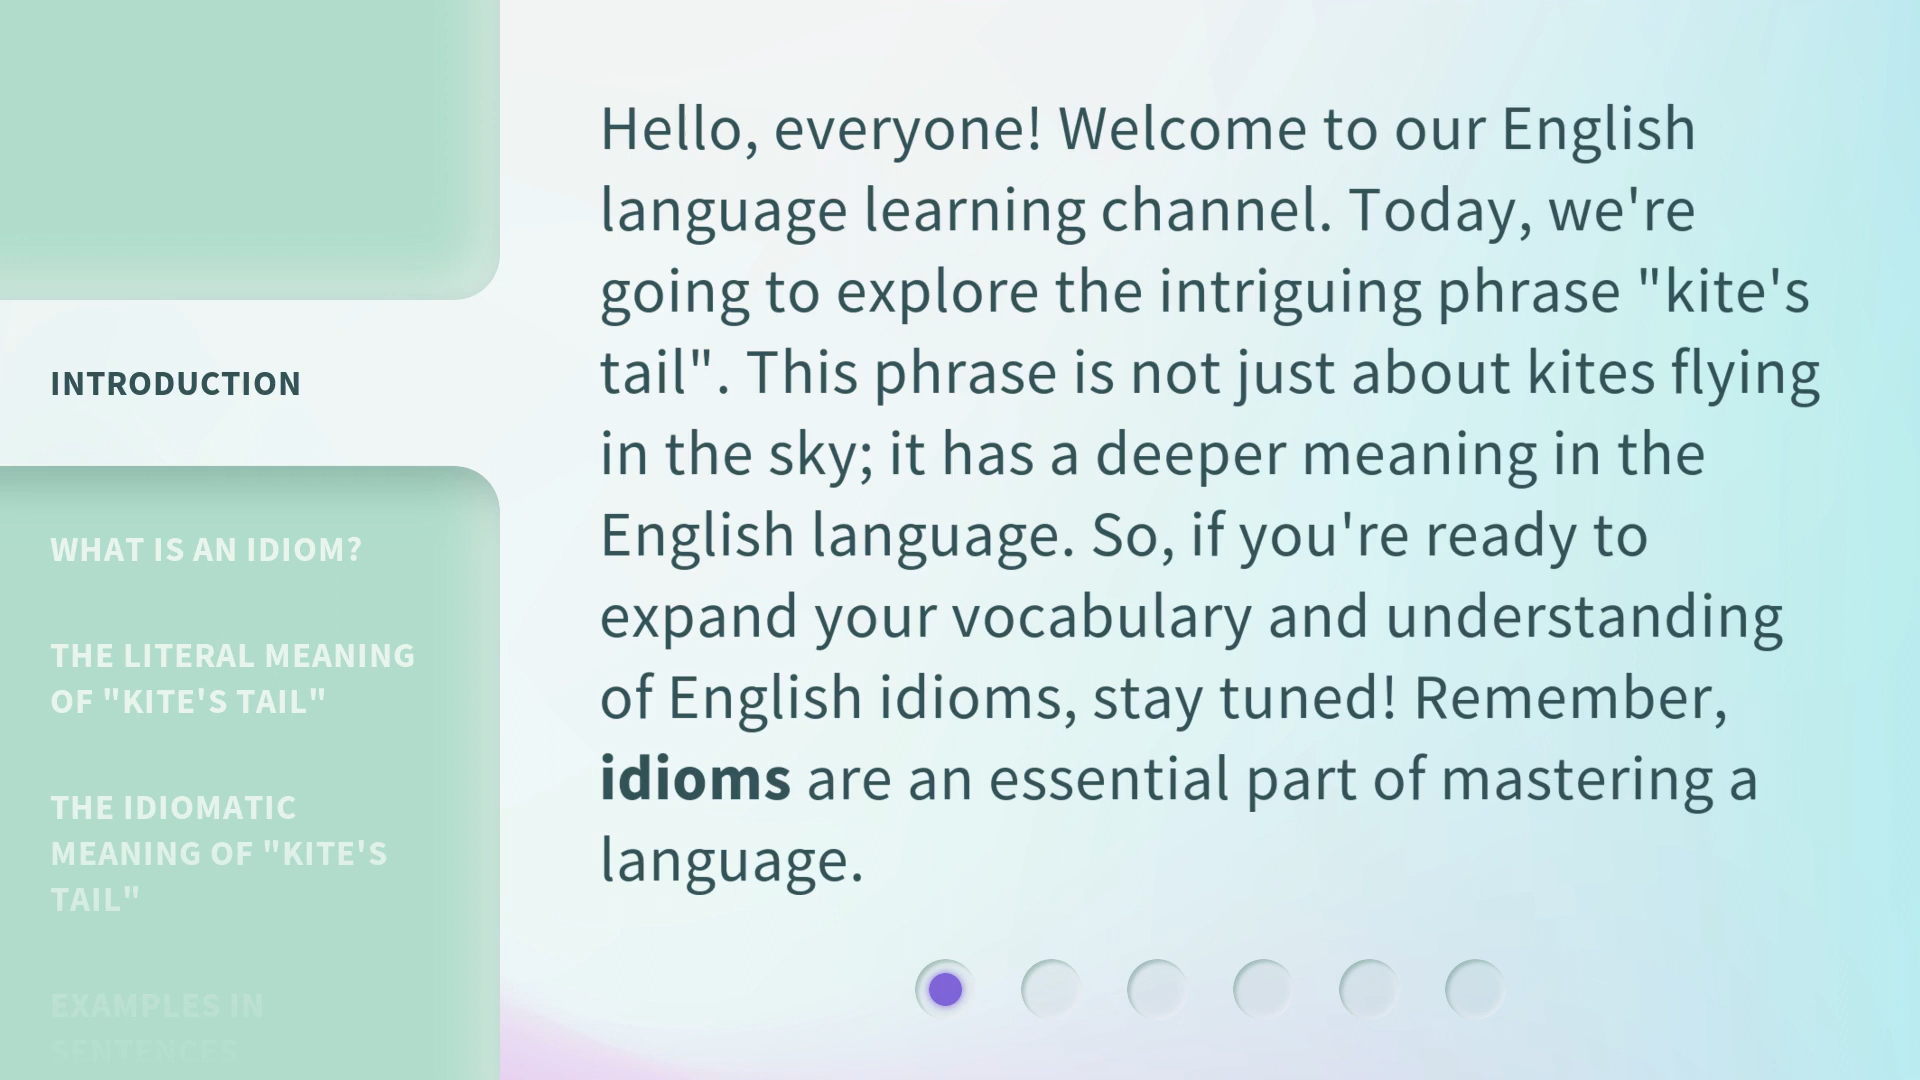 INTRODUCTION
WHAT IS AN IDIOM?
THE LITERAL MEANING
OF "KITE'S TAIL"
THE IDIOMATIC
MEANING OF "KITE'S
TAIL"
EXAMPLES IN
SENTENCES
Hello, everyone! Welcome to our English
language learning channel. Today, we're
going to explore the intriguing phrase "kite's
tail". This phrase is not just about kites flying
in the sky; it has a deeper meaning in the
English language. So, if you're ready to
expand your vocabulary and understanding
of English idioms, stay tuned! Remember,
idioms are an essential part of mastering a
language.